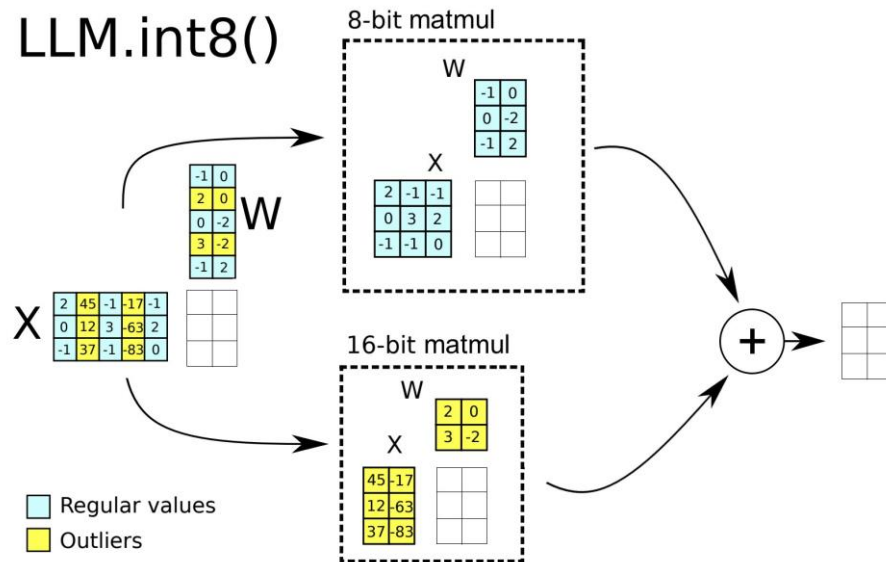 LLM.int8()
8-bit matmul
W
-1 0
0 -2
-1 2
X
2 -1 -1
0 3 2
-1 -1 0
-1 0
2 0
0 -2
3 -2
-1 2
W
X
2 45 -1 -17 -1
0 12 3 -63 2
-1 37 -1 -83 0
16-bit matmul
W
2 0
3 -2
X
45 -17
12 -63
37 -83
+
Regular values
Outliers